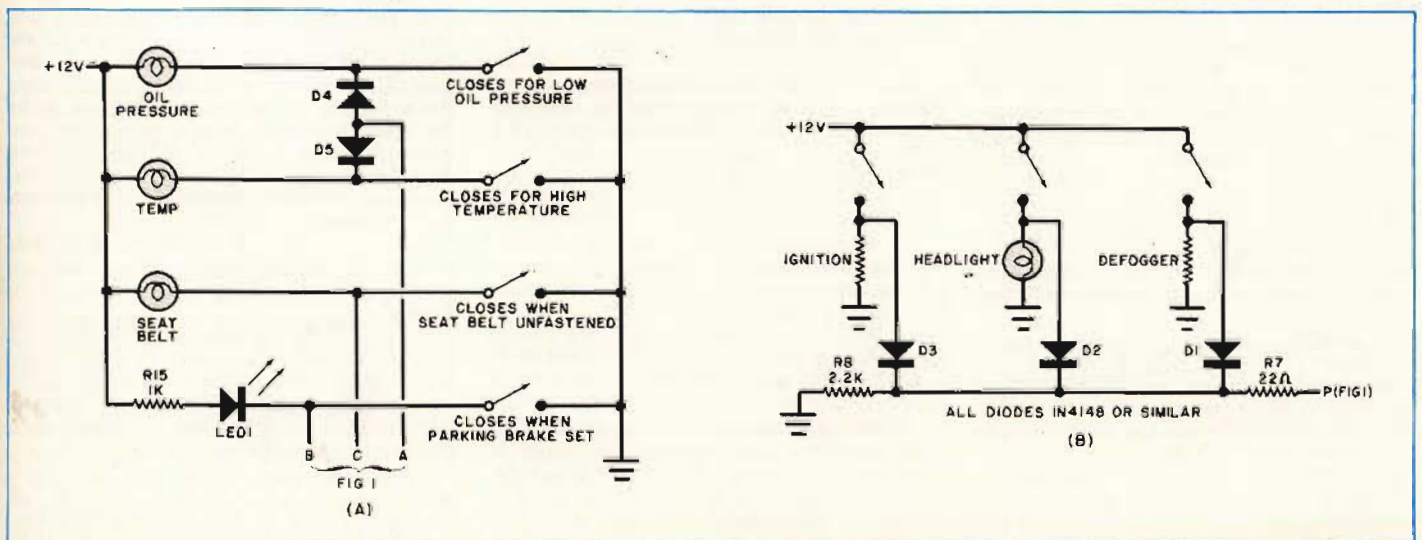 +12V
OIL
PRESSURE
D4
D5
CLOSES FOR LOW
OIL PRESSURE
TEMP
CLOSES FOR HIGH
TEMPERATURE
SEAT
BELT
CLOSES WHEN
SEAT BELT UNFASTENED
R15
1K
LED1
CLOSES WHEN
PARKING BRAKE SET
B C A
FIG 1
(A)
+12V
IGNITION
HEADLIGHT
DEFOGGER
R8
2.2K
D3
D2
D1
R7
22Ω
P(FIG1)
ALL DIODES IN4148 OR SIMILAR
(B)